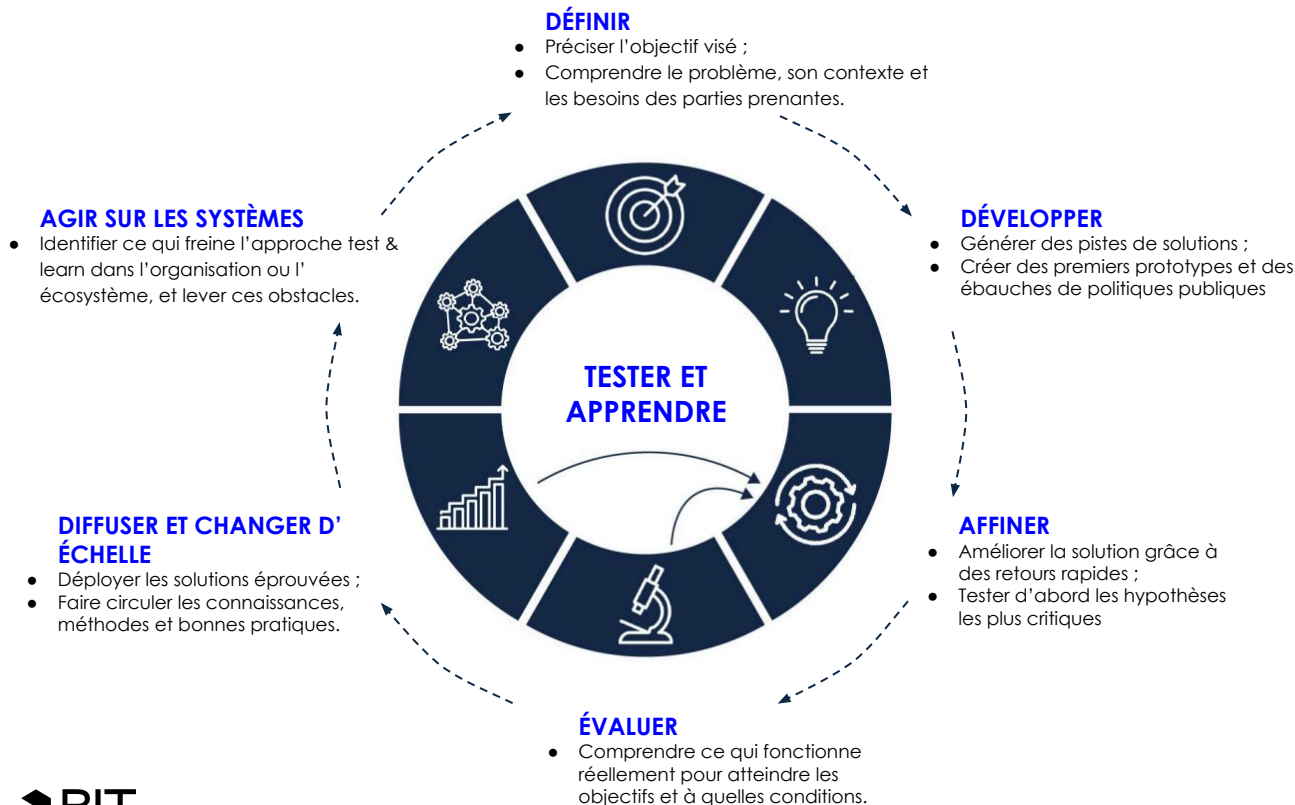 DÉFINIR
● Préciser l’objectif visé ;
● Comprendre le problème, son contexte et
les besoins des parties prenantes.
AGIR SUR LES SYSTÈMES
● Identifier ce qui freine l’approche test &
learn dans l’organisation ou l’
écosystème, et lever ces obstacles.
DÉVELOPPER
● Générer des pistes de solutions ;
● Créer des premiers prototypes et des
ébauches de politiques publiques
TESTER ET
APPRENDRE
DIFFUSER ET CHANGER D’
ÉCHELLE
● Déployer les solutions éprouvées ;
● Faire circuler les connaissances,
méthodes et bonnes pratiques.
AFFINER
● Améliorer la solution grâce à
des retours rapides ;
● Tester d’abord les hypothèses
les plus critiques
ÉVALUER
● Comprendre ce qui fonctionne
réellement pour atteindre les
objectifs et à quelles conditions.